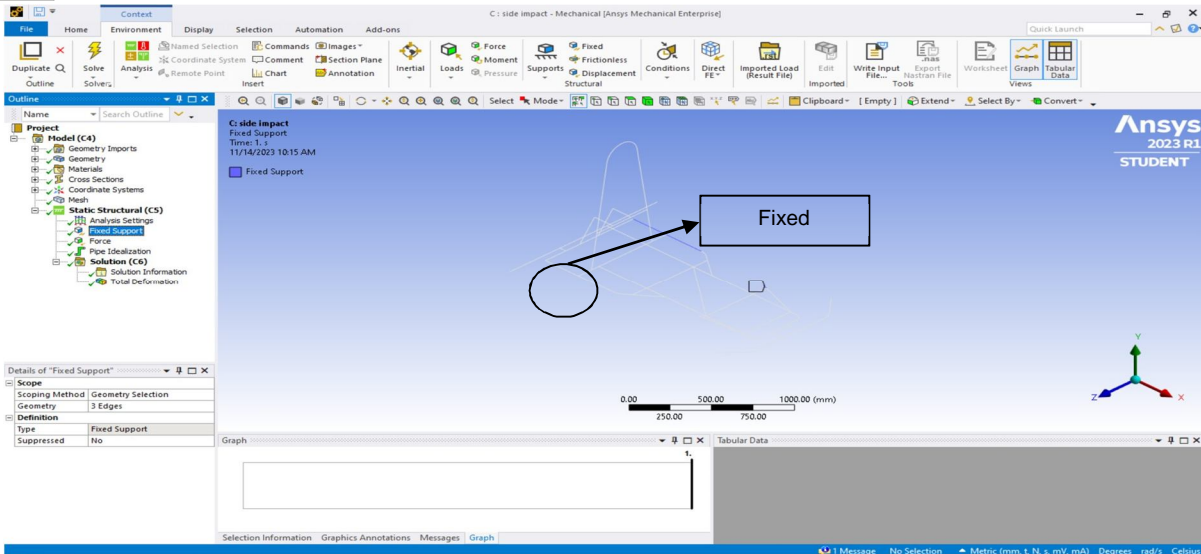 Context
C : side impact - Mechanical [Ansys Mechanical Enterprise]
File Home Environment Display Selection Automation Add-ons
Quick Launch
Duplicate Q
Outline
Solve
Solvers
Analysis
Named Selection
Coordinate System
Remote Point
Commands
Comment
Chart
Images
Section Plane
Annotation
Insert
Inertial
Loads
Force
Moment
Pressure
Supports
Fixed
Frictionless
Displacement
Structural
Conditions
Direct FE
Imported Load (Result File)
Edit
Imported
Write Input File...
Export .nas Nastran File
Tools
Worksheet
Graph
Tabular Data
Views
Outline
Select Mode Clipboard [ Empty ] Extend Select By Convert
Name Search Outline
Project
Model (C4)
Geometry Imports
Geometry
Materials
Cross Sections
Coordinate Systems
Mesh
Static Structural (C5)
Analysis Settings
Fixed Support
Force
Pipe Idealization
Solution (C6)
Solution Information
Total Deformation
C: side impact
Fixed Support
Time: 1. s
11/14/2023 10:15 AM
Fixed Support
Ansys
2023 R1
STUDENT
Fixed
Y
Z X
0.00 500.00 1000.00 (mm)
250.00 750.00
Details of "Fixed Support"
Scope
Scoping Method Geometry Selection
Geometry 3 Edges
Definition
Type Fixed Support
Suppressed No
Graph
1.
Tabular Data
Selection Information Graphics Annotations Messages Graph
1 Message No Selection Metric (mm, t, N, s, mV, mA) Degrees rad/s Celsius